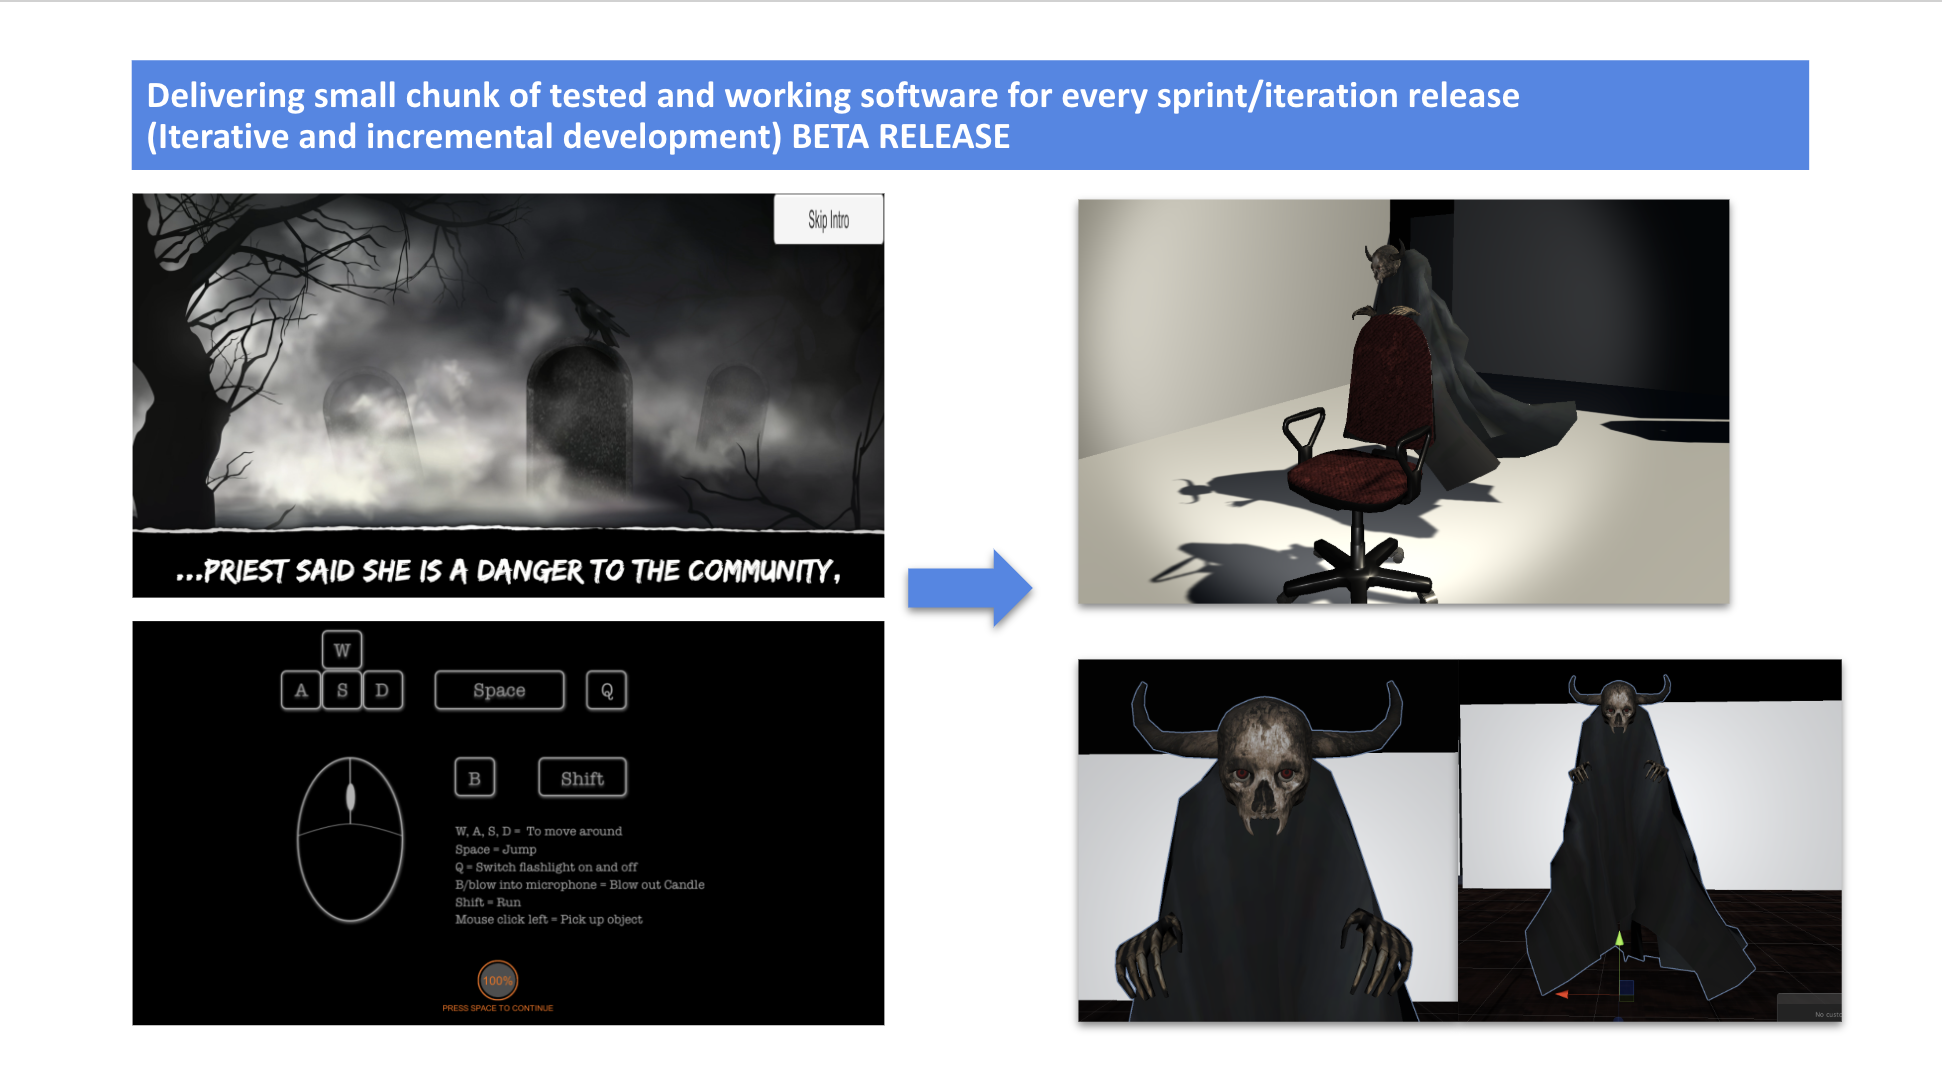 Delivering small chunk of tested and working software for every sprint/iteration release
(Iterative and incremental development) BETA RELEASE
Skip Intro
...PRIEST SAID SHE IS A DANGER TO THE COMMUNITY,
W
A S D Space Q
B Shift
W, A, S, D = To move around
Space = Jump
Q = Switch flashlight on and off
B/blow into microphone = Blow out Candle
Shift = Run
Mouse click left = Pick up object
100%
PRESS SPACE TO CONTINUE
No custo